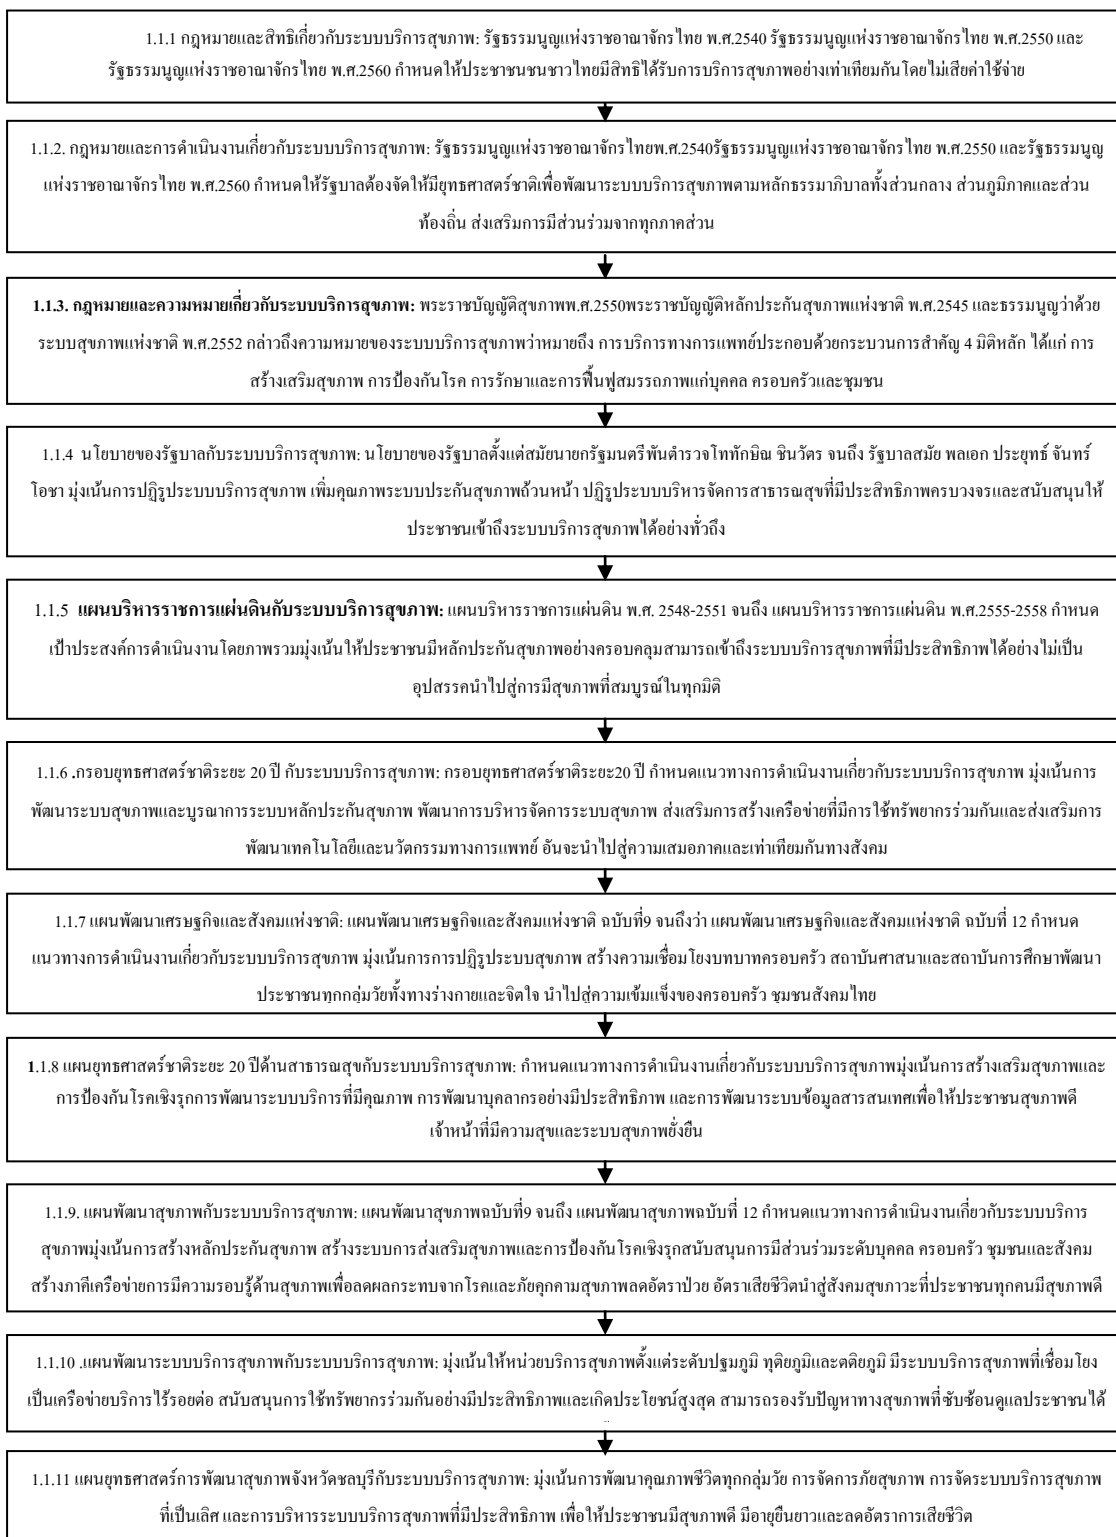 1.1.1 กฎหมายและสิทธิเกี่ยวกับระบบบริการสุขภาพ: รัฐธรรมนูญแห่งราชอาณาจักรไทย พ.ศ.2540 รัฐธรรมนูญแห่งราชอาณาจักรไทย พ.ศ.2550 และ
รัฐธรรมนูญแห่งราชอาณาจักรไทย พ.ศ.2560 กำหนดให้ประชาชนชนชาวไทยมีสิทธิได้รับการบริการสุขภาพอย่างเท่าเทียมกันโดยไม่เสียค่าใช้จ่าย
1.1.2. กฎหมายและการดำเนินงานเกี่ยวกับระบบบริการสุขภาพ: รัฐธรรมนูญแห่งราชอาณาจักรไทยพ.ศ.2540รัฐธรรมนูญแห่งราชอาณาจักรไทย พ.ศ.2550 และรัฐธรรมนูญ
แห่งราชอาณาจักรไทย พ.ศ.2560 กำหนดให้รัฐบาลต้องจัดให้มียุทธศาสตร์ชาติเพื่อพัฒนาระบบบริการสุขภาพตามหลักธรรมาภิบาลทั้งส่วนกลาง ส่วนภูมิภาคและส่วน
ท้องถิ่น ส่งเสริมการมีส่วนร่วมจากทุกภาคส่วน
1.1.3. กฎหมายและความหมายเกี่ยวกับระบบบริการสุขภาพ: พระราชบัญญัติสุขภาพพ.ศ.2550พระราชบัญญัติหลักประกันสุขภาพแห่งชาติ พ.ศ.2545 และธรรมนูญว่าด้วย
ระบบสุขภาพแห่งชาติ พ.ศ.2552 กล่าวถึงความหมายของระบบบริการสุขภาพว่าหมายถึง การบริการทางการแพทย์ประกอบด้วยกระบวนการสำคัญ 4 มิติหลัก ได้แก่ การ
สร้างเสริมสุขภาพ การป้องกันโรค การรักษาและการฟื้นฟูสมรรถภาพแก่บุคคล ครอบครัวและชุมชน
1.1.4 นโยบายของรัฐบาลกับระบบบริการสุขภาพ: นโยบายของรัฐบาลตั้งแต่สมัยนายกรัฐมนตรีพันตำรวจโททักษิณ ชินวัตร จนถึง รัฐบาลสมัย พลเอก ประยุทธ์ จันทร์
โอชา มุ่งเน้นการปฏิรูประบบบริการสุขภาพ เพิ่มคุณภาพระบบประกันสุขภาพถ้วนหน้า ปฏิรูประบบบริหารจัดการสาธารณสุขที่มีประสิทธิภาพครบวงจรและสนับสนุนให้
ประชาชนเข้าถึงระบบบริการสุขภาพได้อย่างทั่วถึง
1.1.5 แผนบริหารราชการแผ่นดินกับระบบบริการสุขภาพ: แผนบริหารราชการแผ่นดิน พ.ศ. 2548-2551 จนถึง แผนบริหารราชการแผ่นดิน พ.ศ.2555-2558 กำหนด
เป้าประสงค์การดำเนินงานโดยภาพรวมมุ่งเน้นให้ประชาชนมีหลักประกันสุขภาพอย่างครอบคลุมสามารถเข้าถึงระบบบริการสุขภาพที่มีประสิทธิภาพได้อย่างไม่เป็น
อุปสรรคนำไปสู่การมีสุขภาพที่สมบูรณ์ในทุกมิติ
1.1.6 .กรอบยุทธศาสตร์ชาติระยะ 20 ปี กับระบบบริการสุขภาพ: กรอบยุทธศาสตร์ชาติระยะ20 ปี กำหนดแนวทางการดำเนินงานเกี่ยวกับระบบบริการสุขภาพ มุ่งเน้นการ
พัฒนาระบบสุขภาพและบูรณาการระบบหลักประกันสุขภาพ พัฒนาการบริหารจัดการระบบสุขภาพ ส่งเสริมการสร้างเครือข่ายที่มีการใช้ทรัพยากรร่วมกันและส่งเสริมการ
พัฒนาเทคโนโลยีและนวัตกรรมทางการแพทย์ อันจะนำไปสู่ความเสมอภาคและเท่าเทียมกันทางสังคม
1.1.7 แผนพัฒนาเศรษฐกิจและสังคมแห่งชาติ: แผนพัฒนาเศรษฐกิจและสังคมแห่งชาติ ฉบับที่9 จนถึงว่า แผนพัฒนาเศรษฐกิจและสังคมแห่งชาติ ฉบับที่ 12 กำหนด
แนวทางการดำเนินงานเกี่ยวกับระบบบริการสุขภาพ มุ่งเน้นการการปฏิรูประบบสุขภาพ สร้างความเชื่อมโยงบทบาทครอบครัว สถาบันศาสนาและสถาบันการศึกษาพัฒนา
ประชาชนทุกกลุ่มวัยทั้งทางร่างกายและจิตใจ นำไปสู่ความเข้มแข็งของครอบครัว ชุมชนสังคมไทย
1.1.8 แผนยุทธศาสตร์ชาติระยะ 20 ปีด้านสาธารณสุขกับระบบบริการสุขภาพ: กำหนดแนวทางการดำเนินงานเกี่ยวกับระบบบริการสุขภาพมุ่งเน้นการสร้างเสริมสุขภาพและ
การป้องกันโรคเชิงรุกการพัฒนาระบบบริการที่มีคุณภาพ การพัฒนาบุคลากรอย่างมีประสิทธิภาพ และการพัฒนาระบบข้อมูลสารสนเทศเพื่อให้ประชาชนสุขภาพดี
เจ้าหน้าที่มีความสุขและระบบสุขภาพยั่งยืน
1.1.9. แผนพัฒนาสุขภาพกับระบบบริการสุขภาพ: แผนพัฒนาสุขภาพฉบับที่9 จนถึง แผนพัฒนาสุขภาพฉบับที่ 12 กำหนดแนวทางการดำเนินงานเกี่ยวกับระบบบริการ
สุขภาพมุ่งเน้นการสร้างหลักประกันสุขภาพ สร้างระบบการส่งเสริมสุขภาพและการป้องกันโรคเชิงรุกสนับสนุนการมีส่วนร่วมระดับบุคคล ครอบครัว ชุมชนและสังคม
สร้างภาคีเครือข่ายการมีความรอบรู้ด้านสุขภาพเพื่อลดผลกระทบจากโรคและภัยคุกคามสุขภาพลดอัตราป่วย อัตราเสียชีวิตนำสู่สังคมสุขภาวะที่ประชาชนทุกคนมีสุขภาพดี
1.1.10 .แผนพัฒนาระบบบริการสุขภาพกับระบบบริการสุขภาพ: มุ่งเน้นให้หน่วยบริการสุขภาพตั้งแต่ระดับปฐมภูมิ ทุติยภูมิและตติยภูมิ มีระบบบริการสุขภาพที่เชื่อมโยง
เป็นเครือข่ายบริการไร้รอยต่อ สนับสนุนการใช้ทรัพยากรร่วมกันอย่างมีประสิทธิภาพและเกิดประโยชน์สูงสุด สามารถรองรับปัญหาทางสุขภาพที่ซับซ้อนดูแลประชาชนได้
1.1.11 แผนยุทธศาสตร์การพัฒนาสุขภาพจังหวัดชลบุรีกับระบบบริการสุขภาพ: มุ่งเน้นการพัฒนาคุณภาพชีวิตทุกกลุ่มวัย การจัดการภัยสุขภาพ การจัดระบบบริการสุขภาพ
ที่เป็นเลิศ และการบริหารระบบบริการสุขภาพที่มีประสิทธิภาพ เพื่อให้ประชาชนมีสุขภาพดี มีอายุยืนยาวและลดอัตราการเสียชีวิต